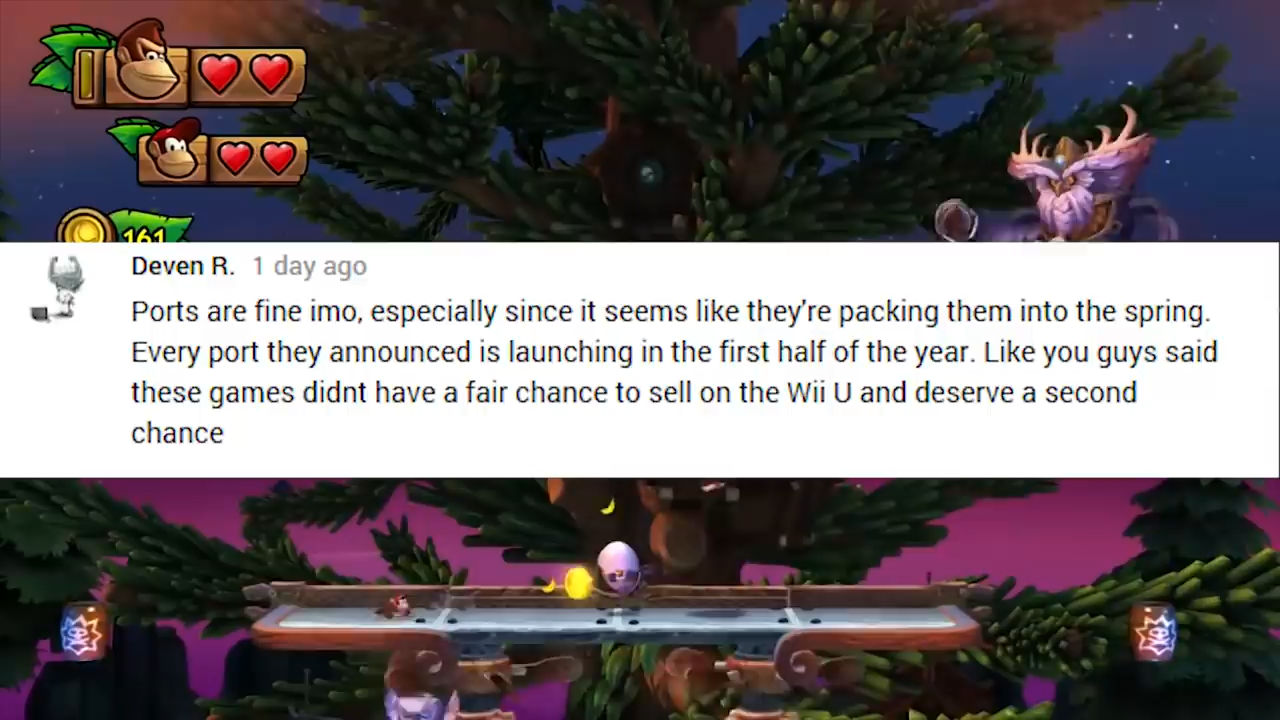 161
Deven R. 1 day ago
Ports are fine imo, especially since it seems like they're packing them into the spring.
Every port they announced is launching in the first half of the year. Like you guys said
these games didnt have a fair chance to sell on the Wii U and deserve a second
chance